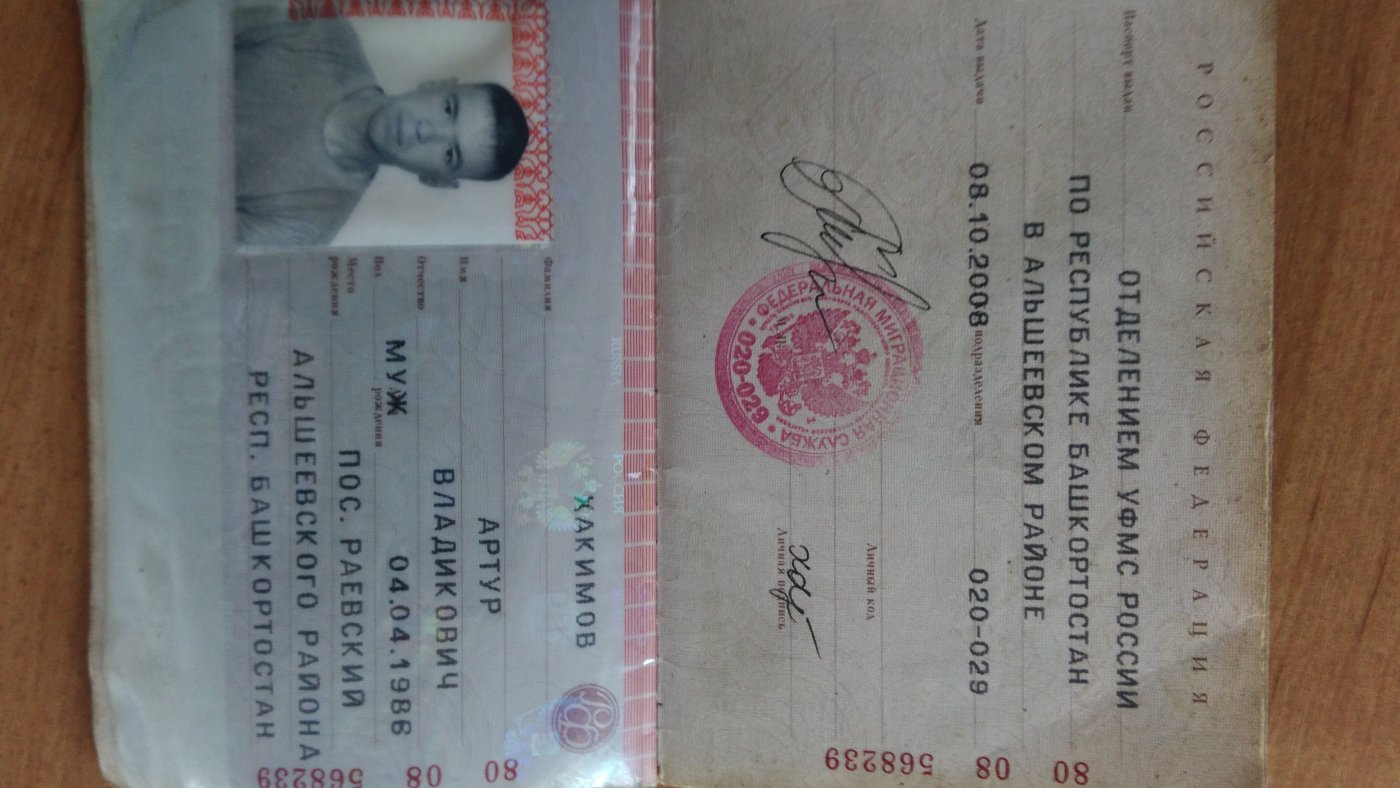 РОССИЙСКАЯ ФЕДЕРАЦИЯ
Паспорт выдан
ОТДЕЛЕНИЕМ УФМС РОССИИ
ПО РЕСПУБЛИКЕ БАШКОРТОСТАН
В АЛЬШЕЕВСКОМ РАЙОНЕ
Дата выдачи 08.10.2008 подразделения 020-029
Личный код
Личная подпись
ФЕДЕРАЛЬНАЯ МИГРАЦИОННАЯ СЛУЖБА
020-029
80 08 568239
РОССИЯ
Фамилия
ХАКИМОВ
Имя
АРТУР
Отчество
ВЛАДИКОВИЧ
Пол МУЖ рождения 04.04.1986
Место рождения
ПОС. РАЕВСКИЙ
АЛЬШЕЕВСКОГО РАЙОНА
РЕСП. БАШКОРТОСТАН
80 08 568239